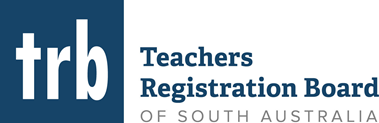 trb
Teachers
Registration Board
OF SOUTH AUSTRALIA